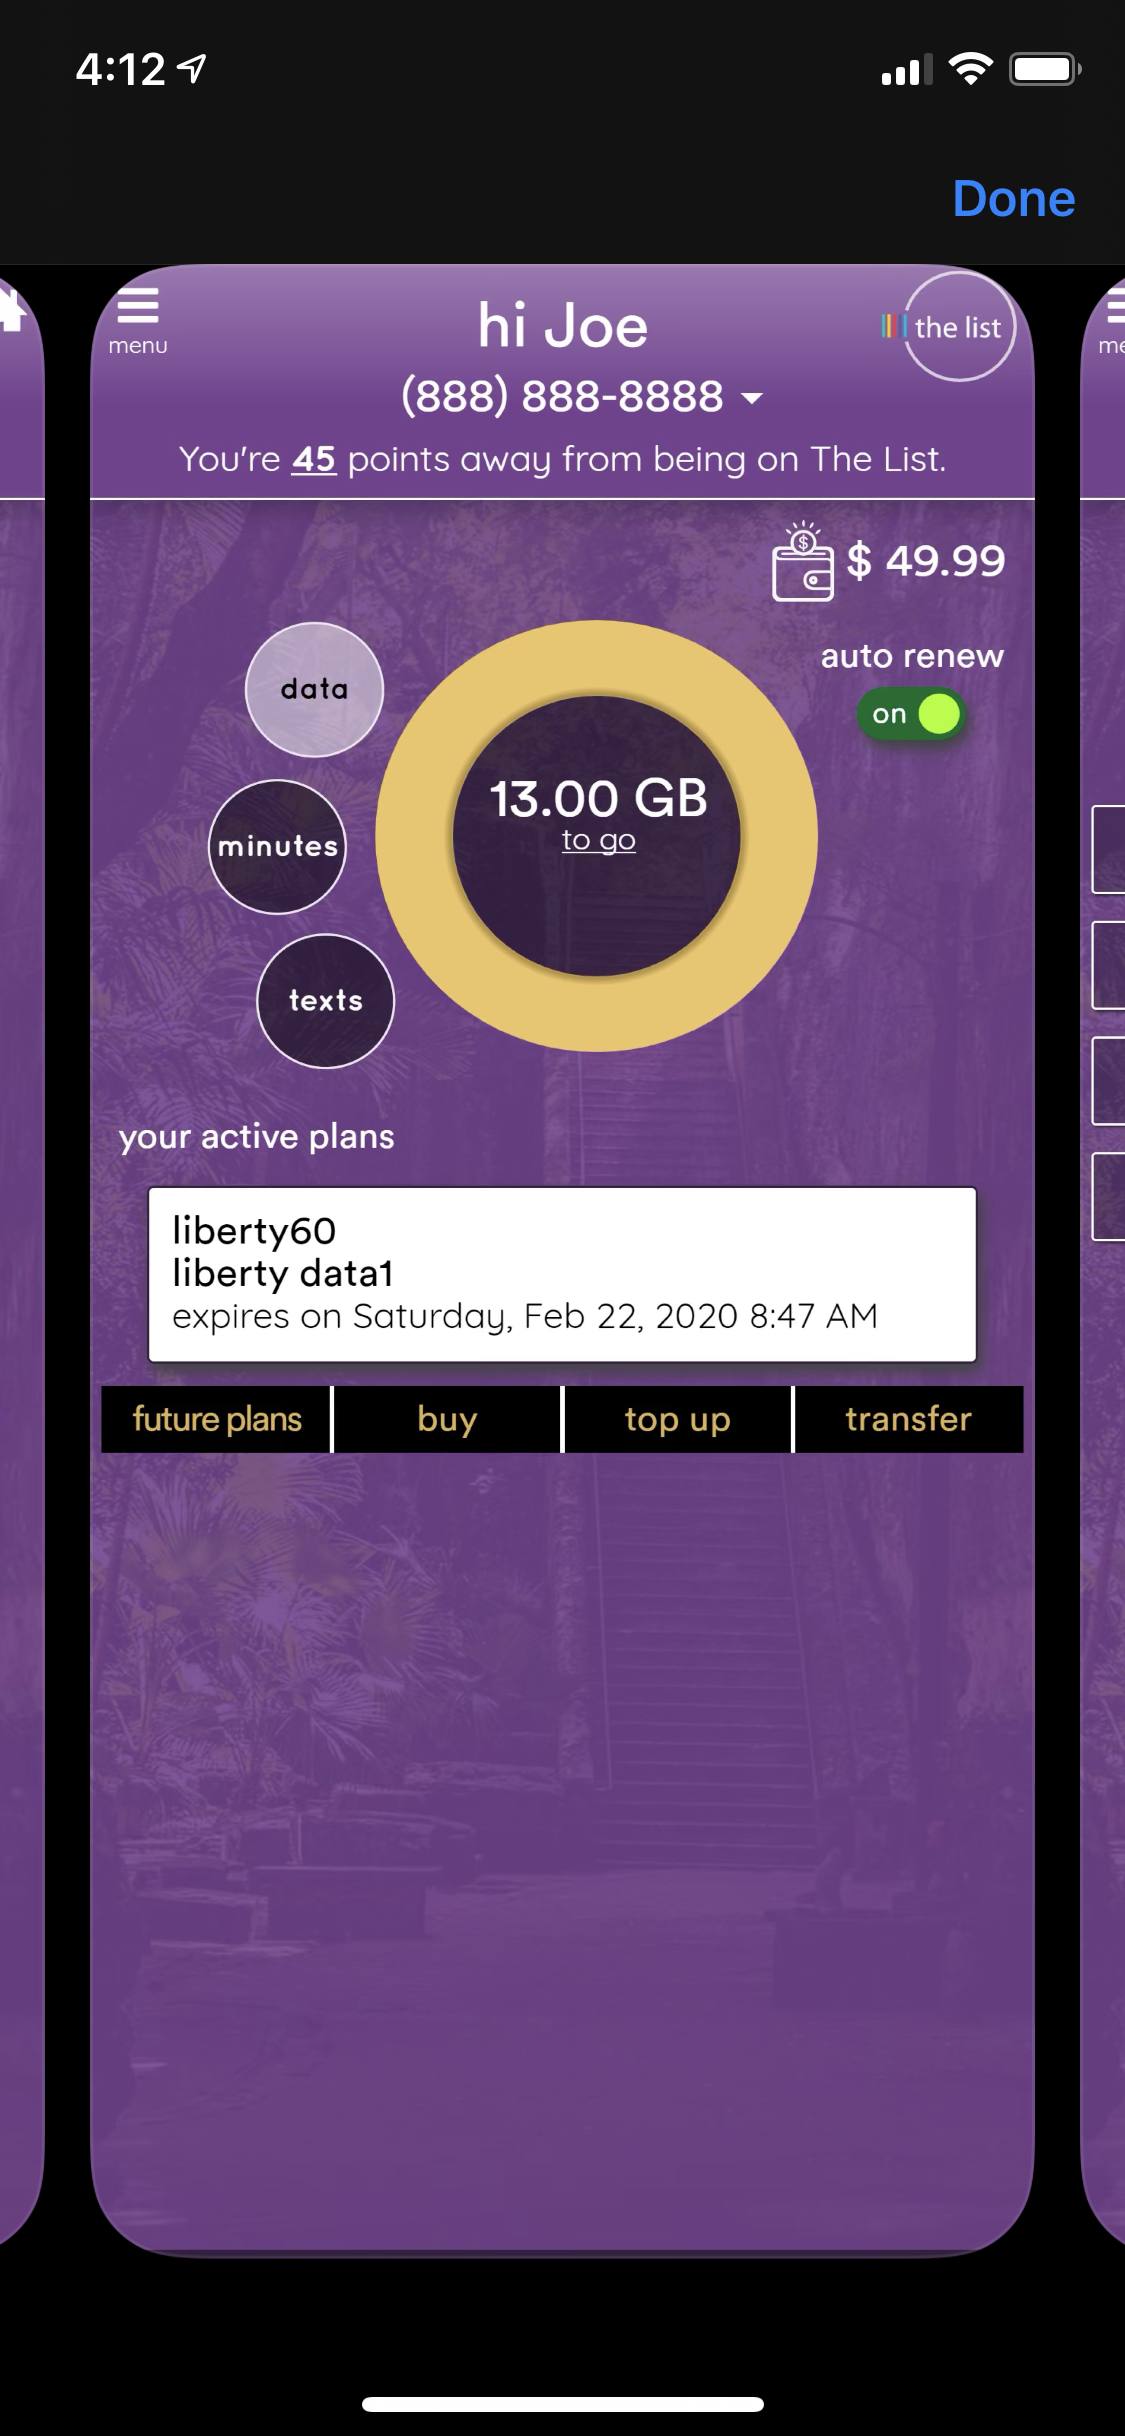 4:12
Done
menu
hi Joe
the list
(888) 888-8888
You're 45 points away from being on The List.
$ 49.99
auto renew
on
data
13.00 GB
to go
minutes
texts
your active plans
liberty60
liberty data1
expires on Saturday, Feb 22, 2020 8:47 AM
future plans buy top up transfer